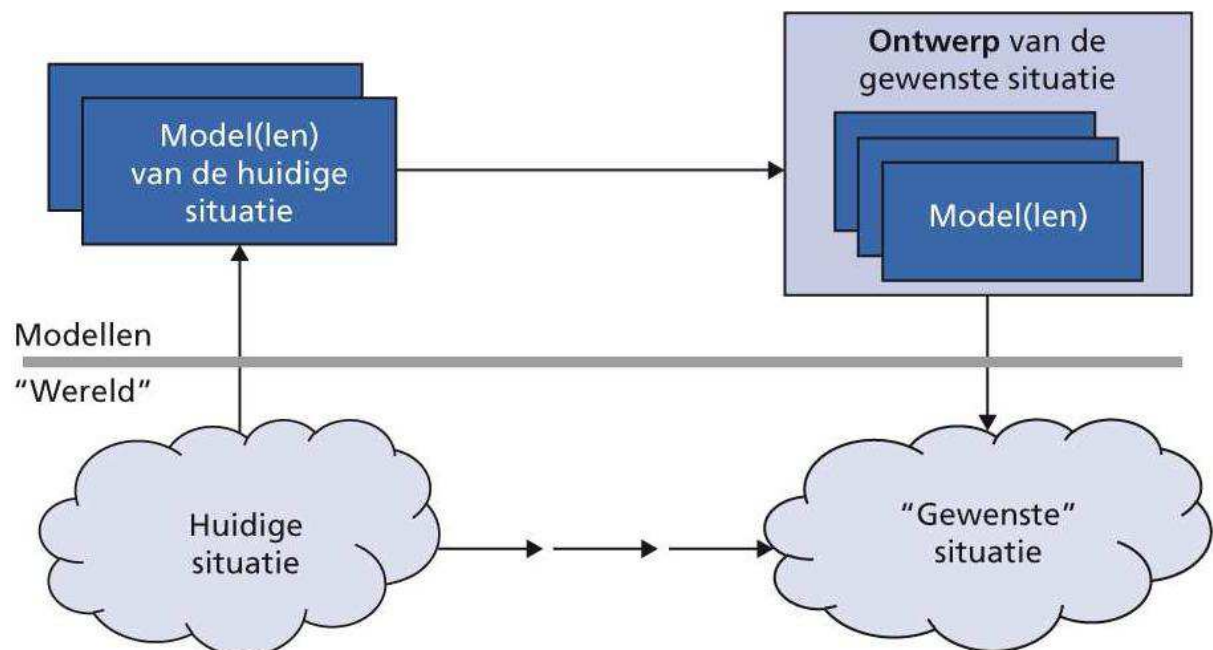 Ontwerp van de
gewenste situatie
Model(len)
van de huidige
situatie
Model(len)
Modellen
“Wereld”
Huidige
situatie
“Gewenste”
situatie